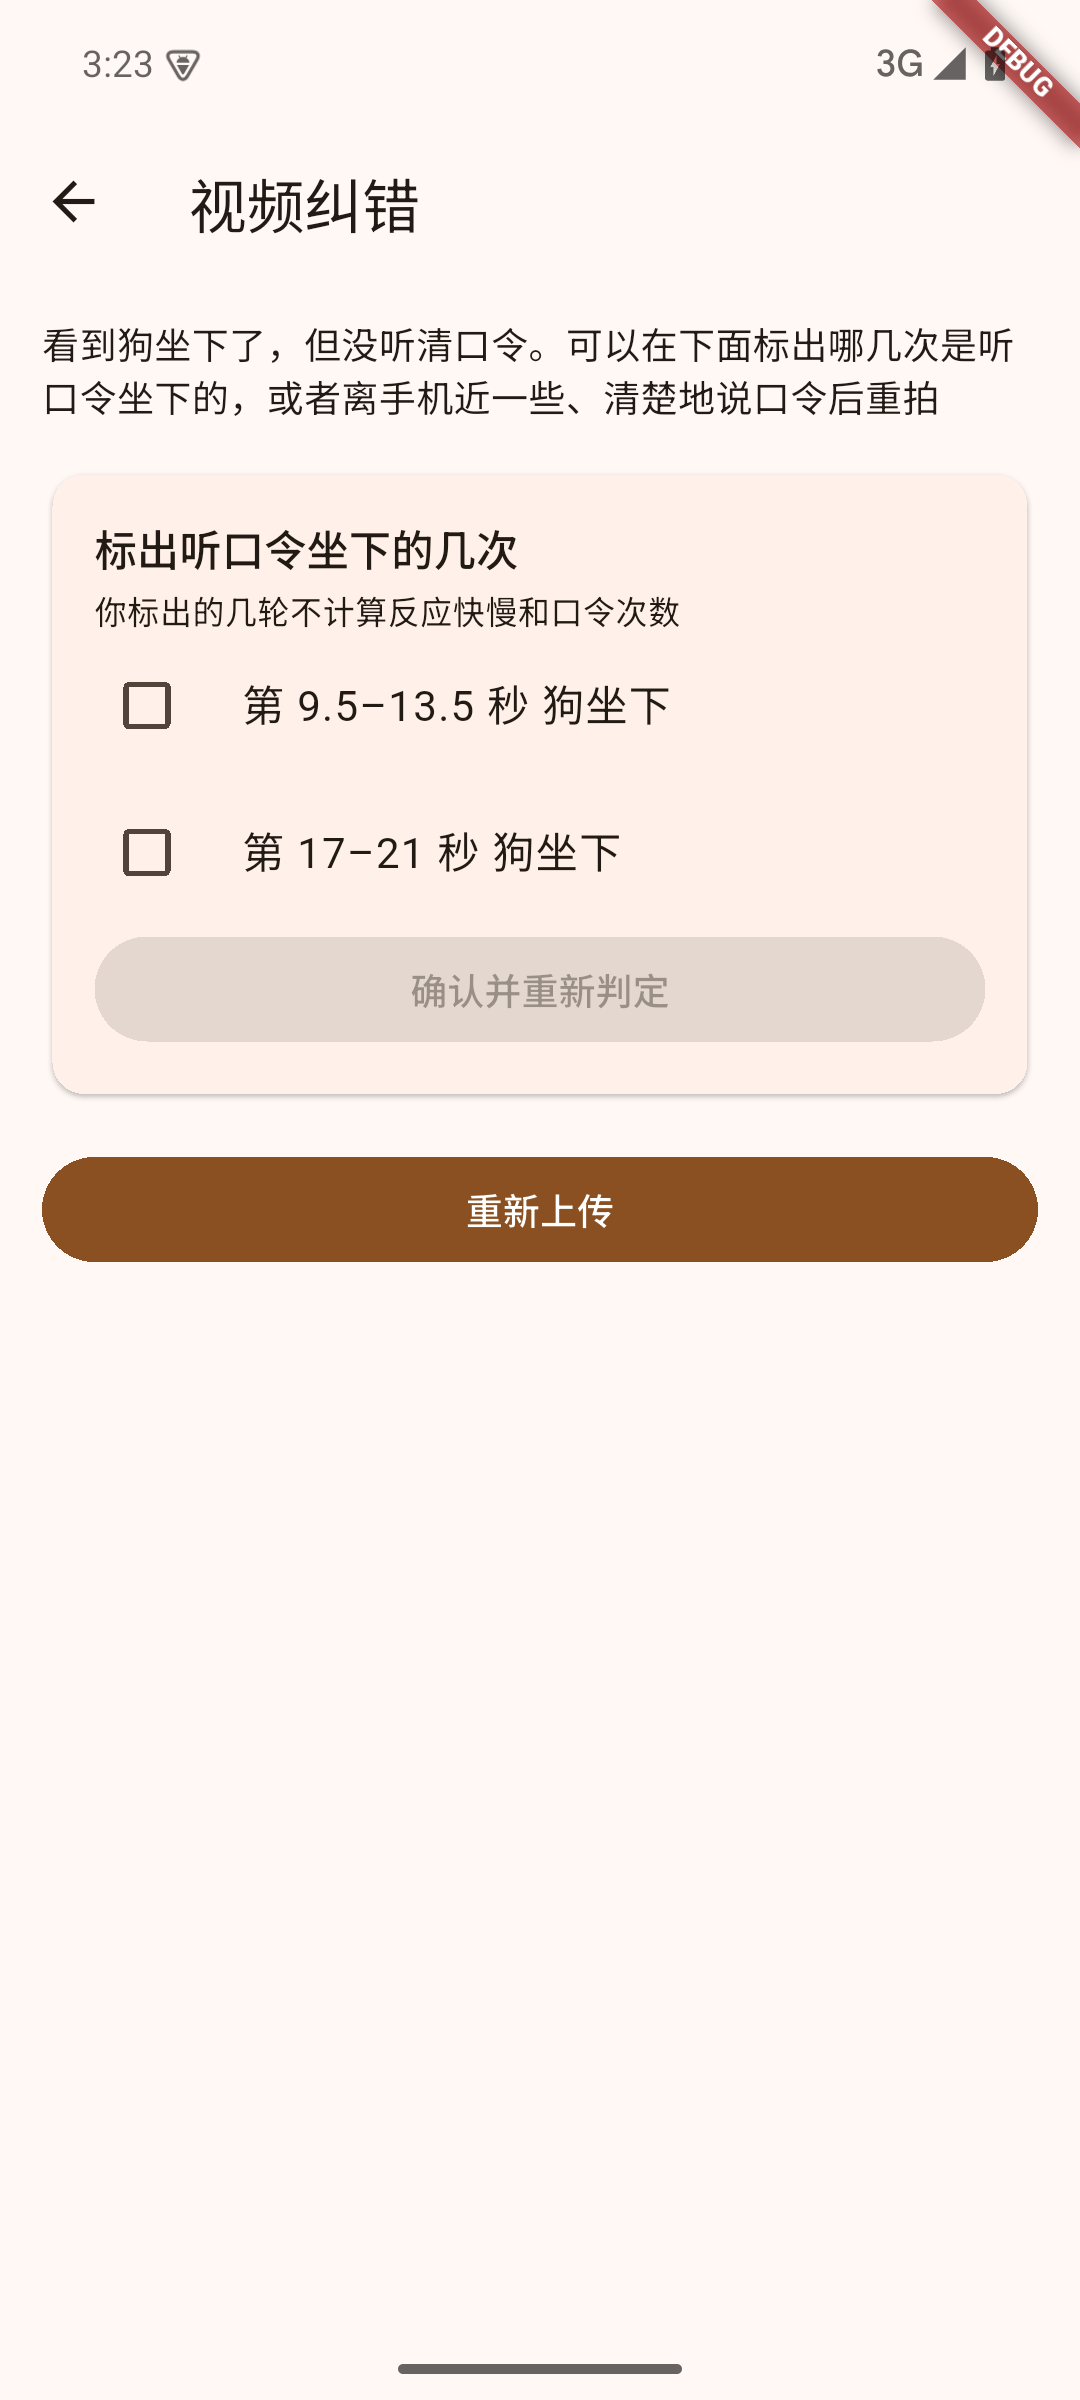 3:23
3G
DEBUG
视频纠错
看到狗坐下了，但没听清口令。可以在下面标出哪几次是听
口令坐下的，或者离手机近一些、清楚地说口令后重拍
标出听口令坐下的几次
你标出的几轮不计算反应快慢和口令次数
第 9.5–13.5 秒 狗坐下
第 17–21 秒 狗坐下
确认并重新判定
重新上传